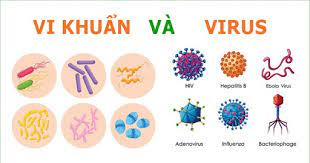 VI KHUẨN VÀ VIRUS
HIV Hepatitis B Ebola Virus
Adenovirus Influenza Bacteriophage